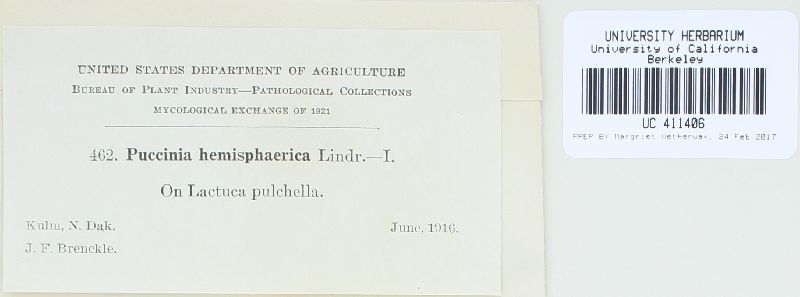 UNITED STATES DEPARTMENT OF AGRICULTURE
BUREAU OF PLANT INDUSTRY—PATHOLOGICAL COLLECTIONS
MYCOLOGICAL EXCHANGE OF 1921
462. Puccinia hemisphaerica Lindr.—I.
On Lactuca pulchella.
Kulm, N. Dak.
June, 1916.
J. F. Brenckle.
UNIVERSITY HERBARIUM
University of California
Berkeley
UC 411406
PREP BY Margriet Wetherwax, 24 Feb 2017